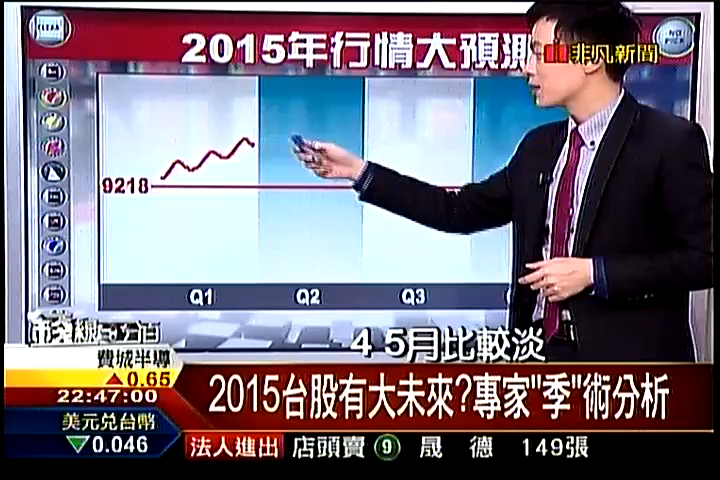 2015年行情大預測
非凡新聞
9218
Q1
Q2
Q3
4 5月比較淡
費城半導
▲0.65
22:47:00
2015台股有大未來?專家"季"術分析
美元兌台幣
▽0.046
法人進出 店頭賣 9 晟 德 149張